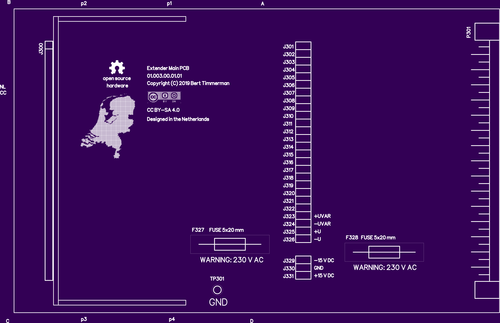 B
p2
p1
A
J300
P301
NL
CC
open source
hardware
Extender Main PCB
01.003.00.01.01
Copyright (C) 2019 Bert Timmerman
CC BY-SA 4.0
Designed in the Netherlands
J301
J302
J303
J304
J305
J306
J307
J308
J309
J310
J311
J312
J313
J314
J315
J316
J317
J318
J319
J320
J321
J322
J323 +UVAR
J324 -UVAR
J325 +U
J326 -U
F327 FUSE 5x20 mm
WARNING: 230 V AC
F328 FUSE 5x20 mm
WARNING: 230 V AC
J329 -15 V DC
J330 GND
J331 +15 V DC
TP301
GND
C
p3
p4
D